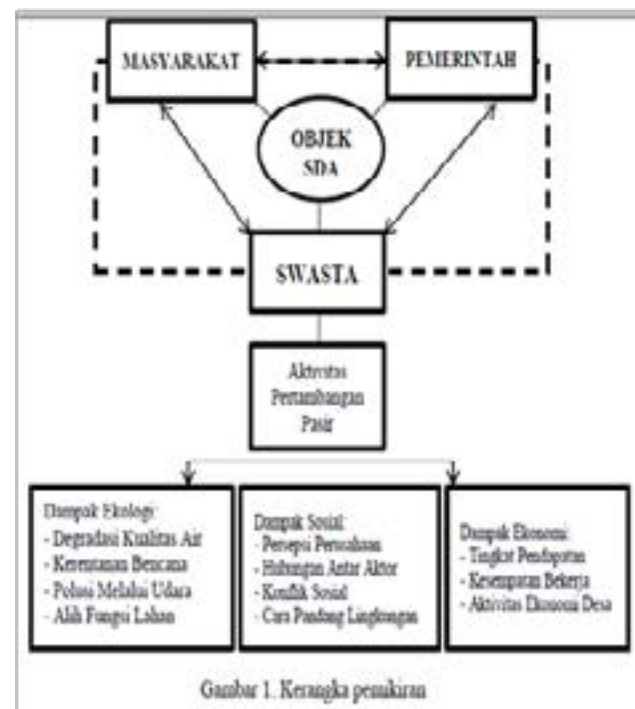 MASYARAKAT
PEMERINTAH
OBJEK
SDA
SWASTA
Aktivitas
Pertambangan
Pasir
Dampak Ekologi:
- Degradasi Kualitas Air
- Kerentanan Bencana
- Polusi Melalui Udara
- Alih Fungsi Lahan
Dampak Sosial:
- Persepsi Perusahaan
- Hubungan Antar Aktor
- Konflik Sosial
- Cara Pandang Lingkungan
Dampak Ekonomi:
- Tingkat Pendapatan
- Kesempatan Bekerja
- Aktivitas Ekonomi Desa
Gambar 1. Kerangka pemikiran